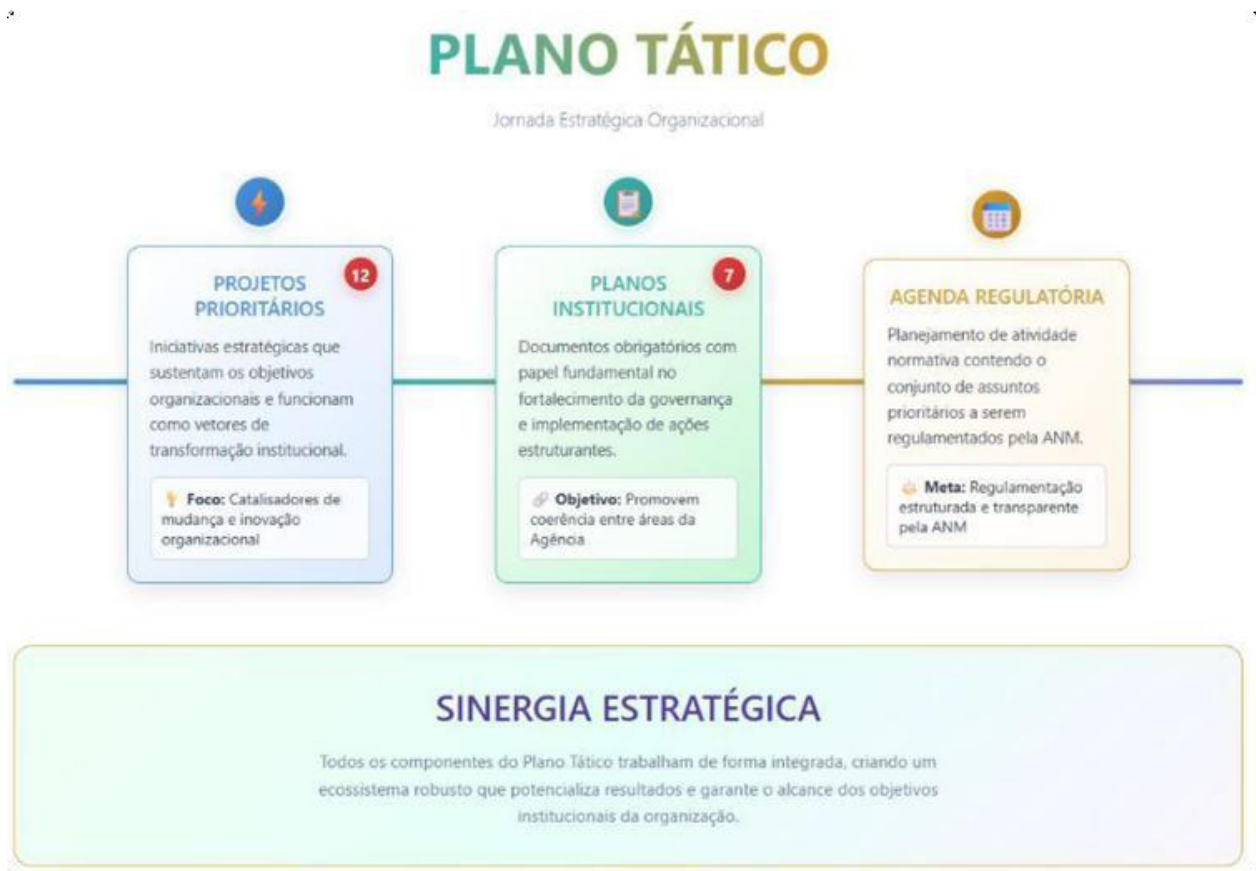 PLANO TÁTICO
Jornada Estratégica Organizacional
12
PROJETOS
PRIORITÁRIOS
Iniciativas estratégicas que
sustentam os objetivos
organizacionais e funcionam
como vetores de
transformação institucional.
Foco: Catalisadores de
mudança e inovação
organizacional
7
PLANOS
INSTITUCIONAIS
Documentos obrigatórios com
papel fundamental no
fortalecimento da governança
e implementação de ações
estruturantes.
Objetivo: Promovem
coerência entre áreas da
Agência
AGENDA REGULATÓRIA
Planejamento de atividade
normativa contendo o
conjunto de assuntos
prioritários a serem
regulamentados pela ANM.
Meta: Regulamentação
estruturada e transparente
pela ANM
SINERGIA ESTRATÉGICA
Todos os componentes do Plano Tático trabalham de forma integrada, criando um
ecossistema robusto que potencializa resultados e garante o alcance dos objetivos
institucionais da organização.